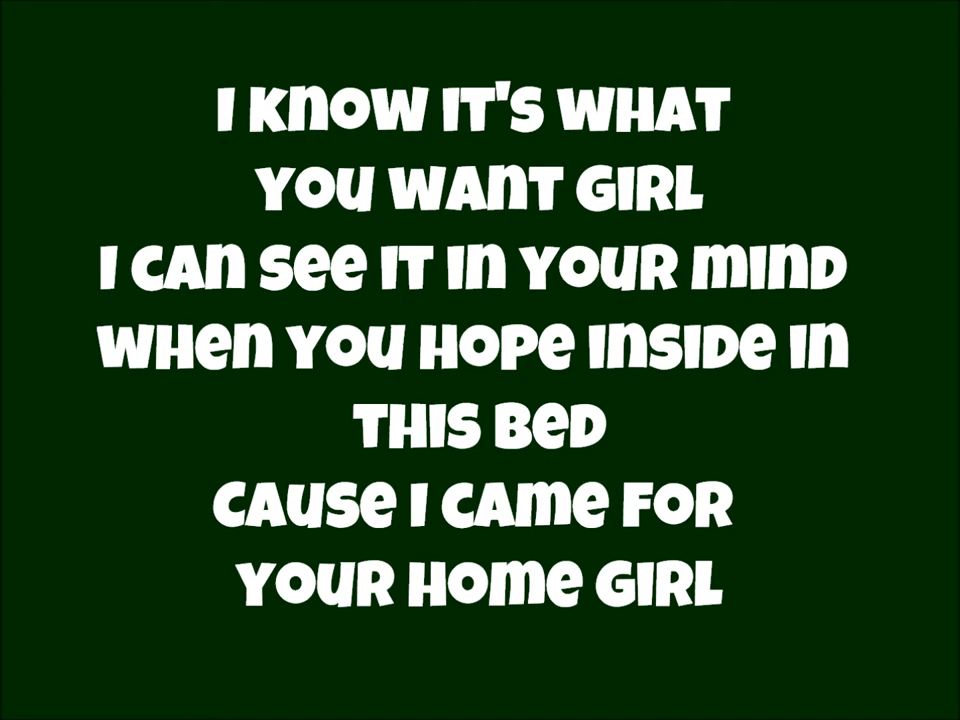 I KNOW IT'S WHAT
YOU WANT GIRL
I CAN SEE IT IN YOUR MIND
WHEN YOU HOPE INSIDE IN
THIS BED
CAUSE I CAME FOR
YOUR HOME GIRL